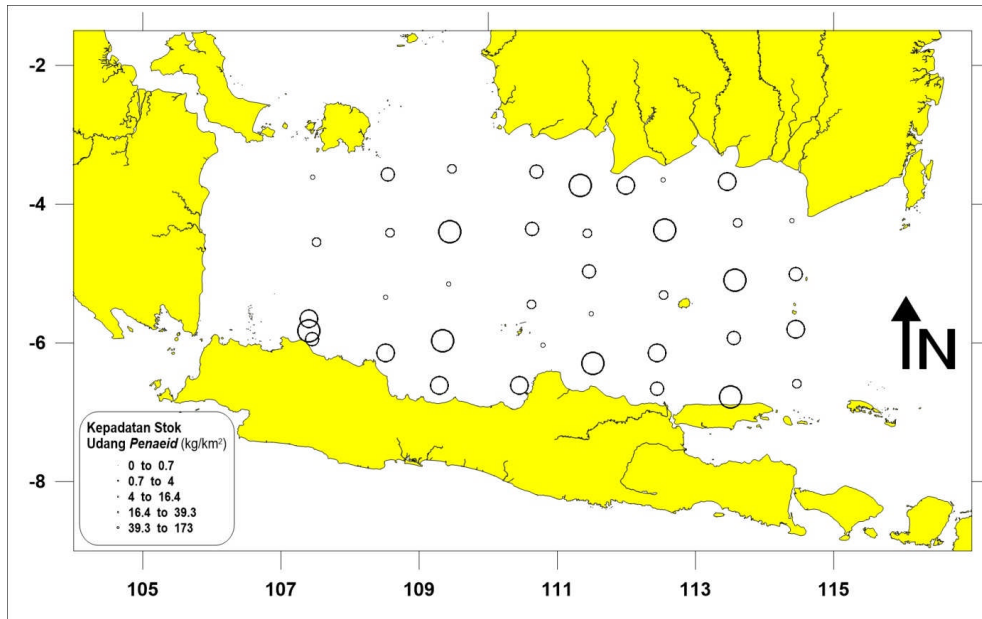 -2
-4
-6
-8
N
Kepadatan Stok
Udang Penaeid (kg/km²)
0 to 0.7
0.7 to 4
4 to 16.4
16.4 to 39.3
39.3 to 173
105 107 109 111 113 115